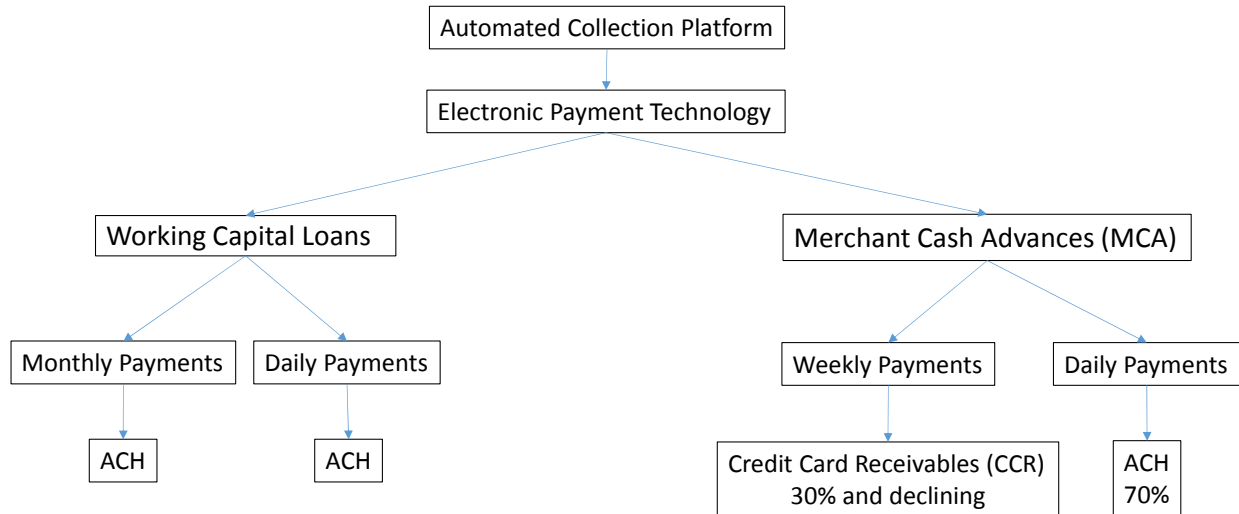 Automated Collection Platform
Electronic Payment Technology
Working Capital Loans
Merchant Cash Advances (MCA)
Monthly Payments
Daily Payments
Weekly Payments
Daily Payments
ACH
ACH
Credit Card Receivables (CCR)
30% and declining
ACH
70%